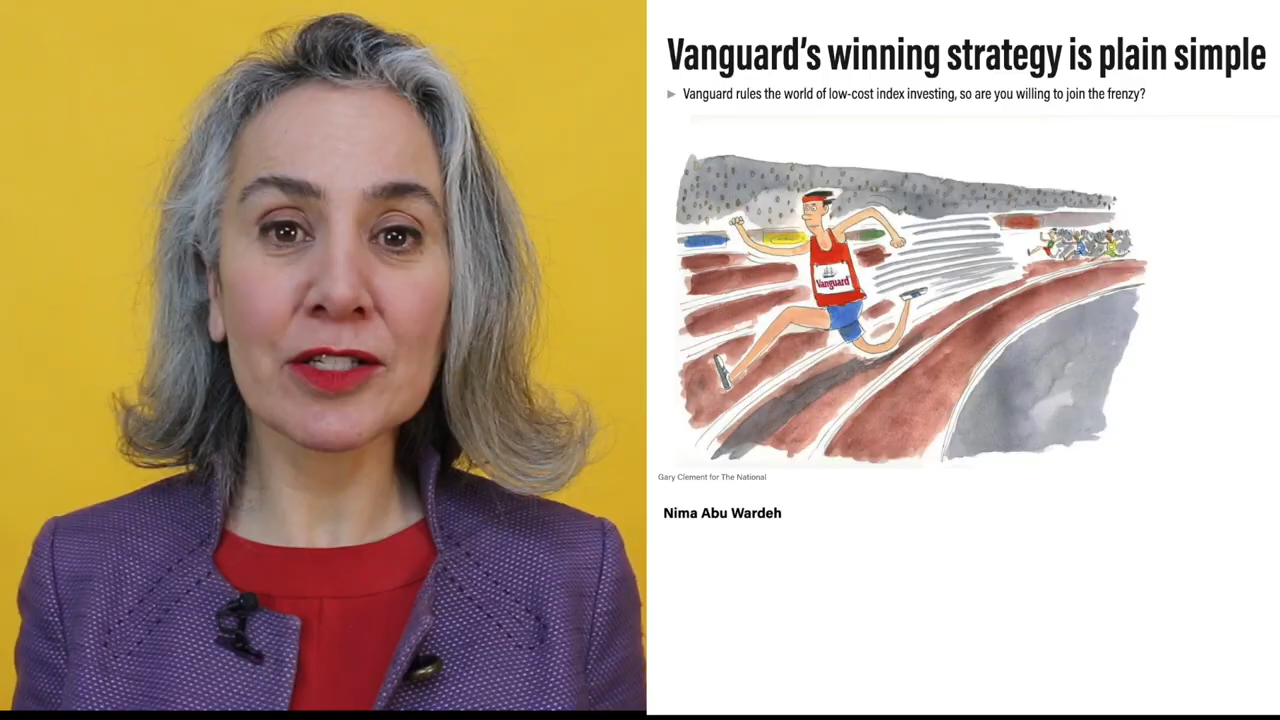 Vanguard's winning strategy is plain simple
► Vanguard rules the world of low-cost index investing, so are you willing to join the frenzy?
Vanguard
Gary Clement for The National
Nima Abu Wardeh